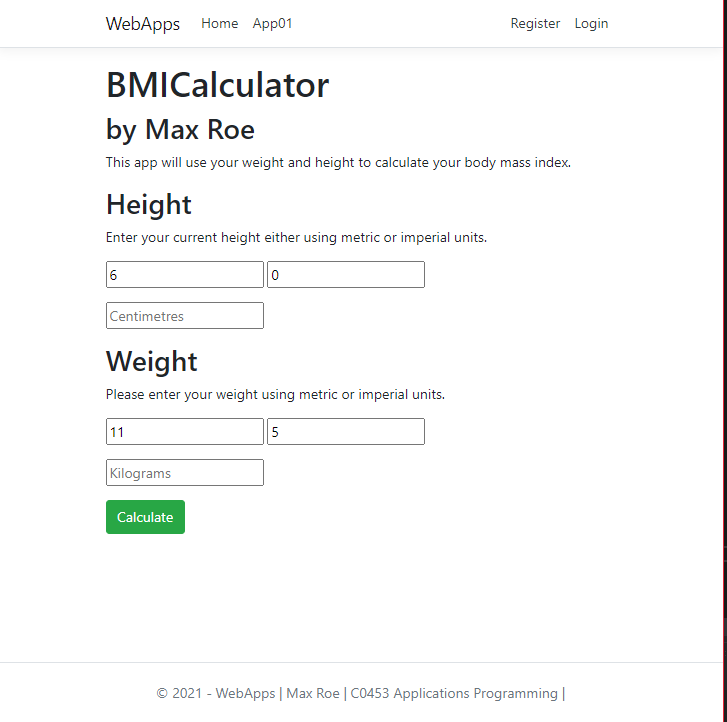 WebApps Home App01 Register Login
BMICalculator
by Max Roe
This app will use your weight and height to calculate your body mass index.
Height
Enter your current height either using metric or imperial units.
6 0
Centimetres
Weight
Please enter your weight using metric or imperial units.
11 5
Kilograms
Calculate
© 2021 - WebApps | Max Roe | C0453 Applications Programming |